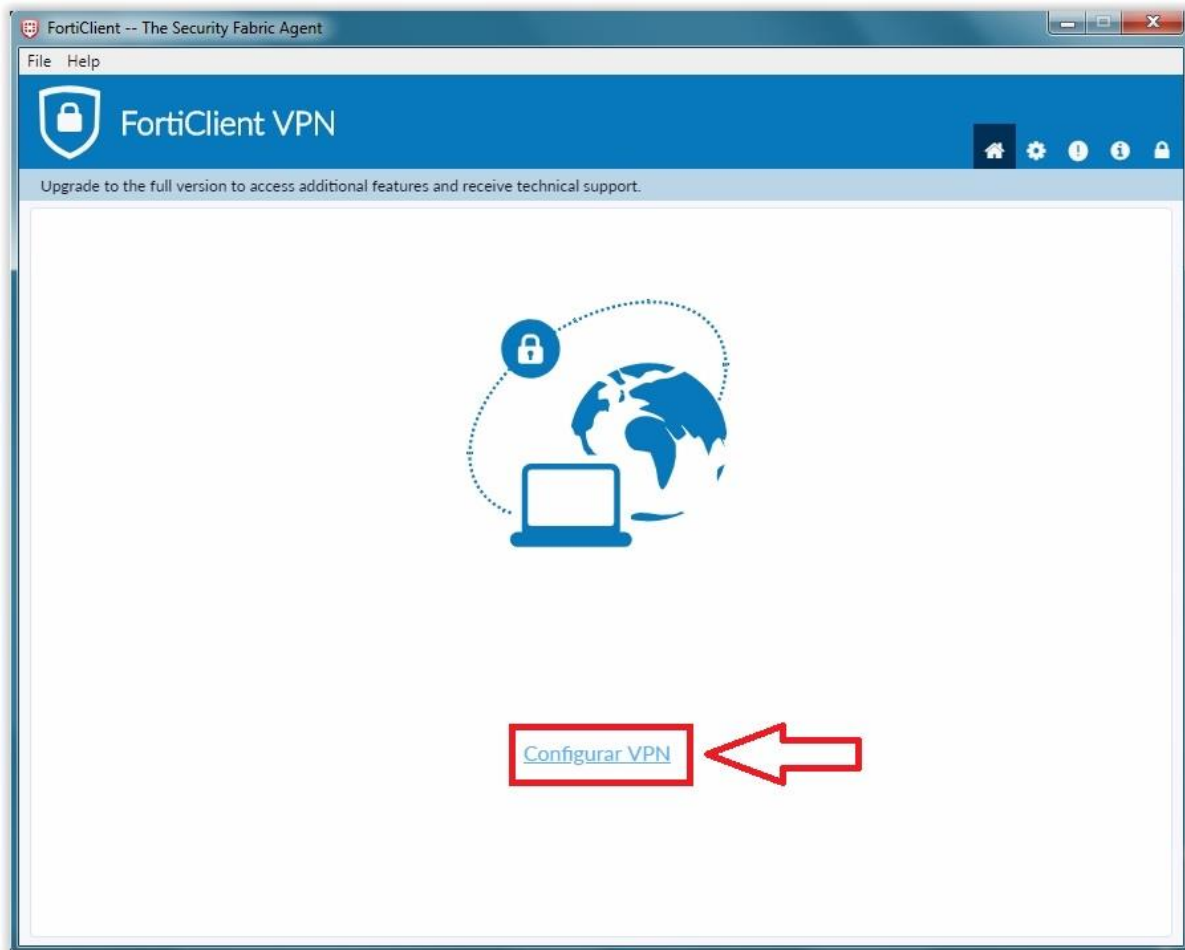 FortiClient -- The Security Fabric Agent
File Help
FortiClient VPN
Upgrade to the full version to access additional features and receive technical support.
Configurar VPN